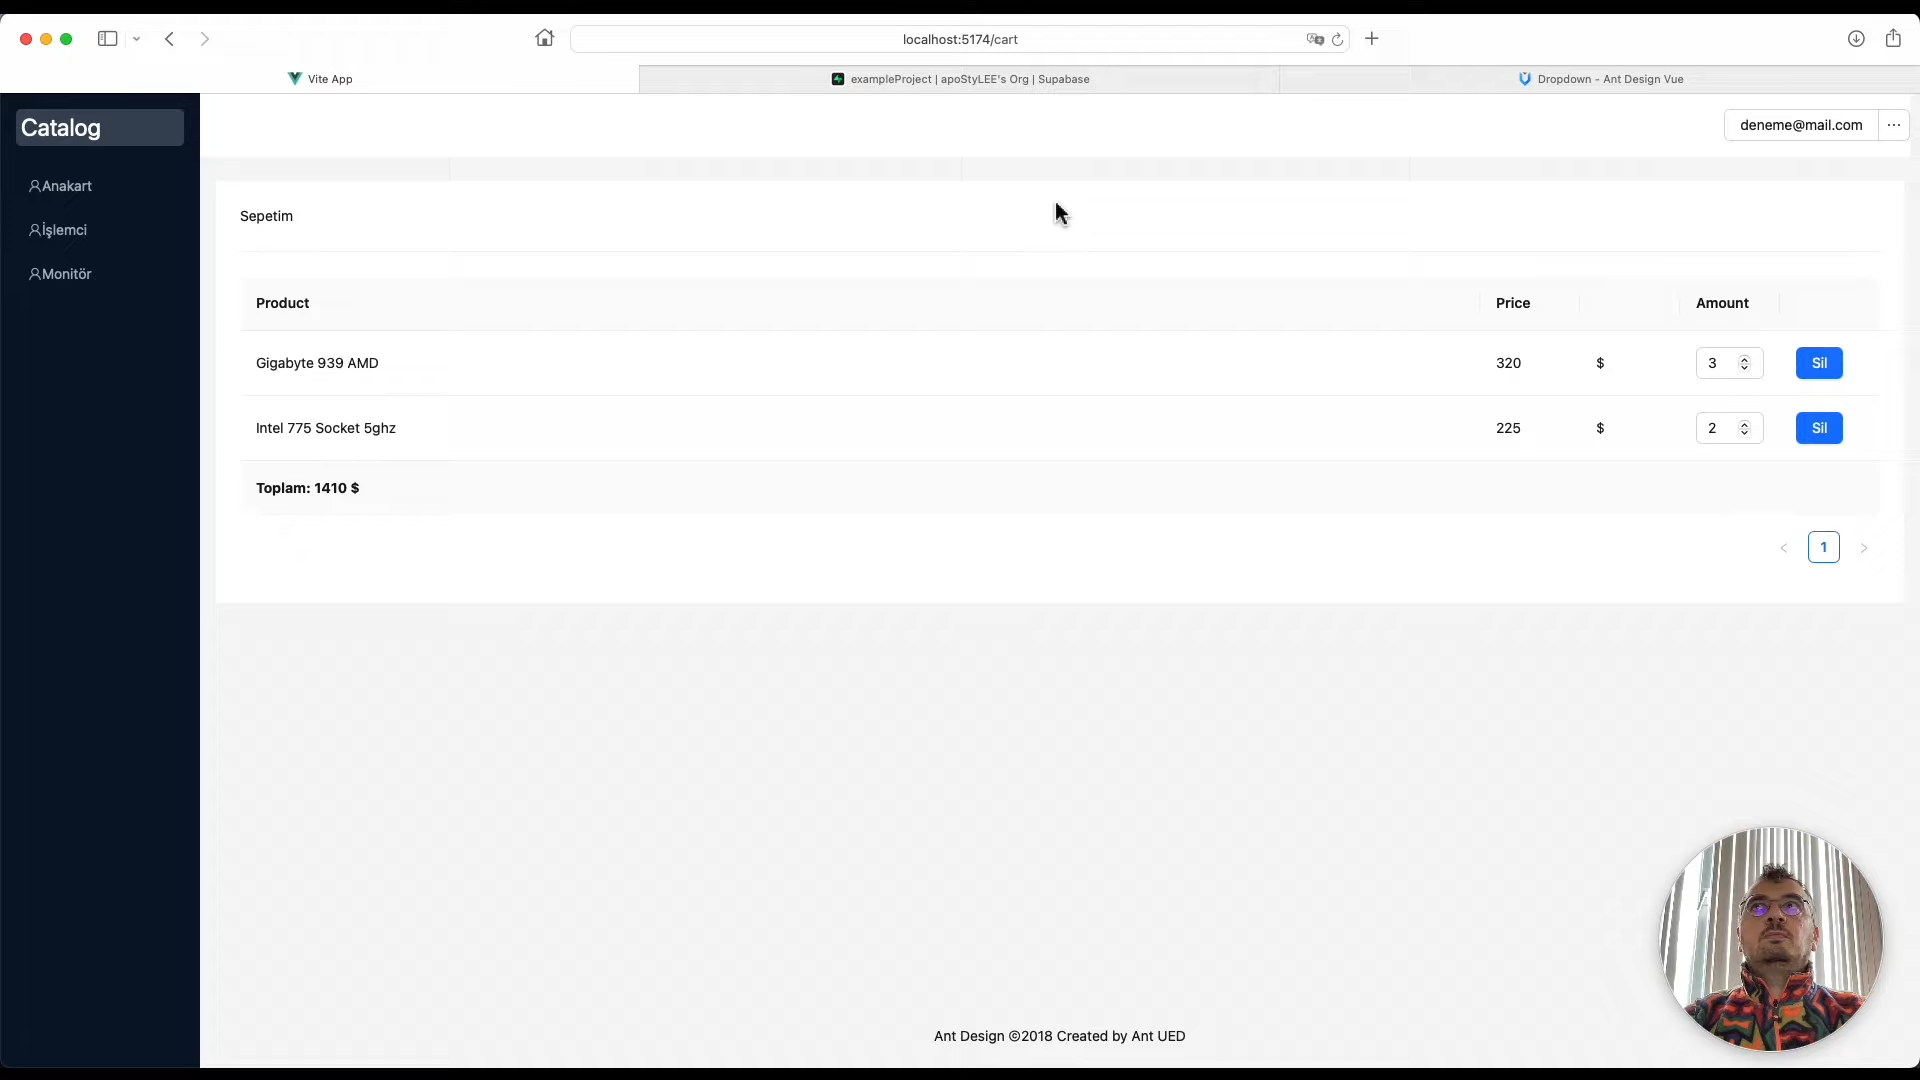 localhost:5174/cart
Vite App
exampleProject | apoStyLEE's Org | Supabase
Dropdown - Ant Design Vue
Catalog
deneme@mail.com
Anakart
İşlemci
Monitör
Sepetim
Product Price Amount
Gigabyte 939 AMD 320 $ 3 Sil
Intel 775 Socket 5ghz 225 $ 2 Sil
Toplam: 1410 $
1
Ant Design ©2018 Created by Ant UED